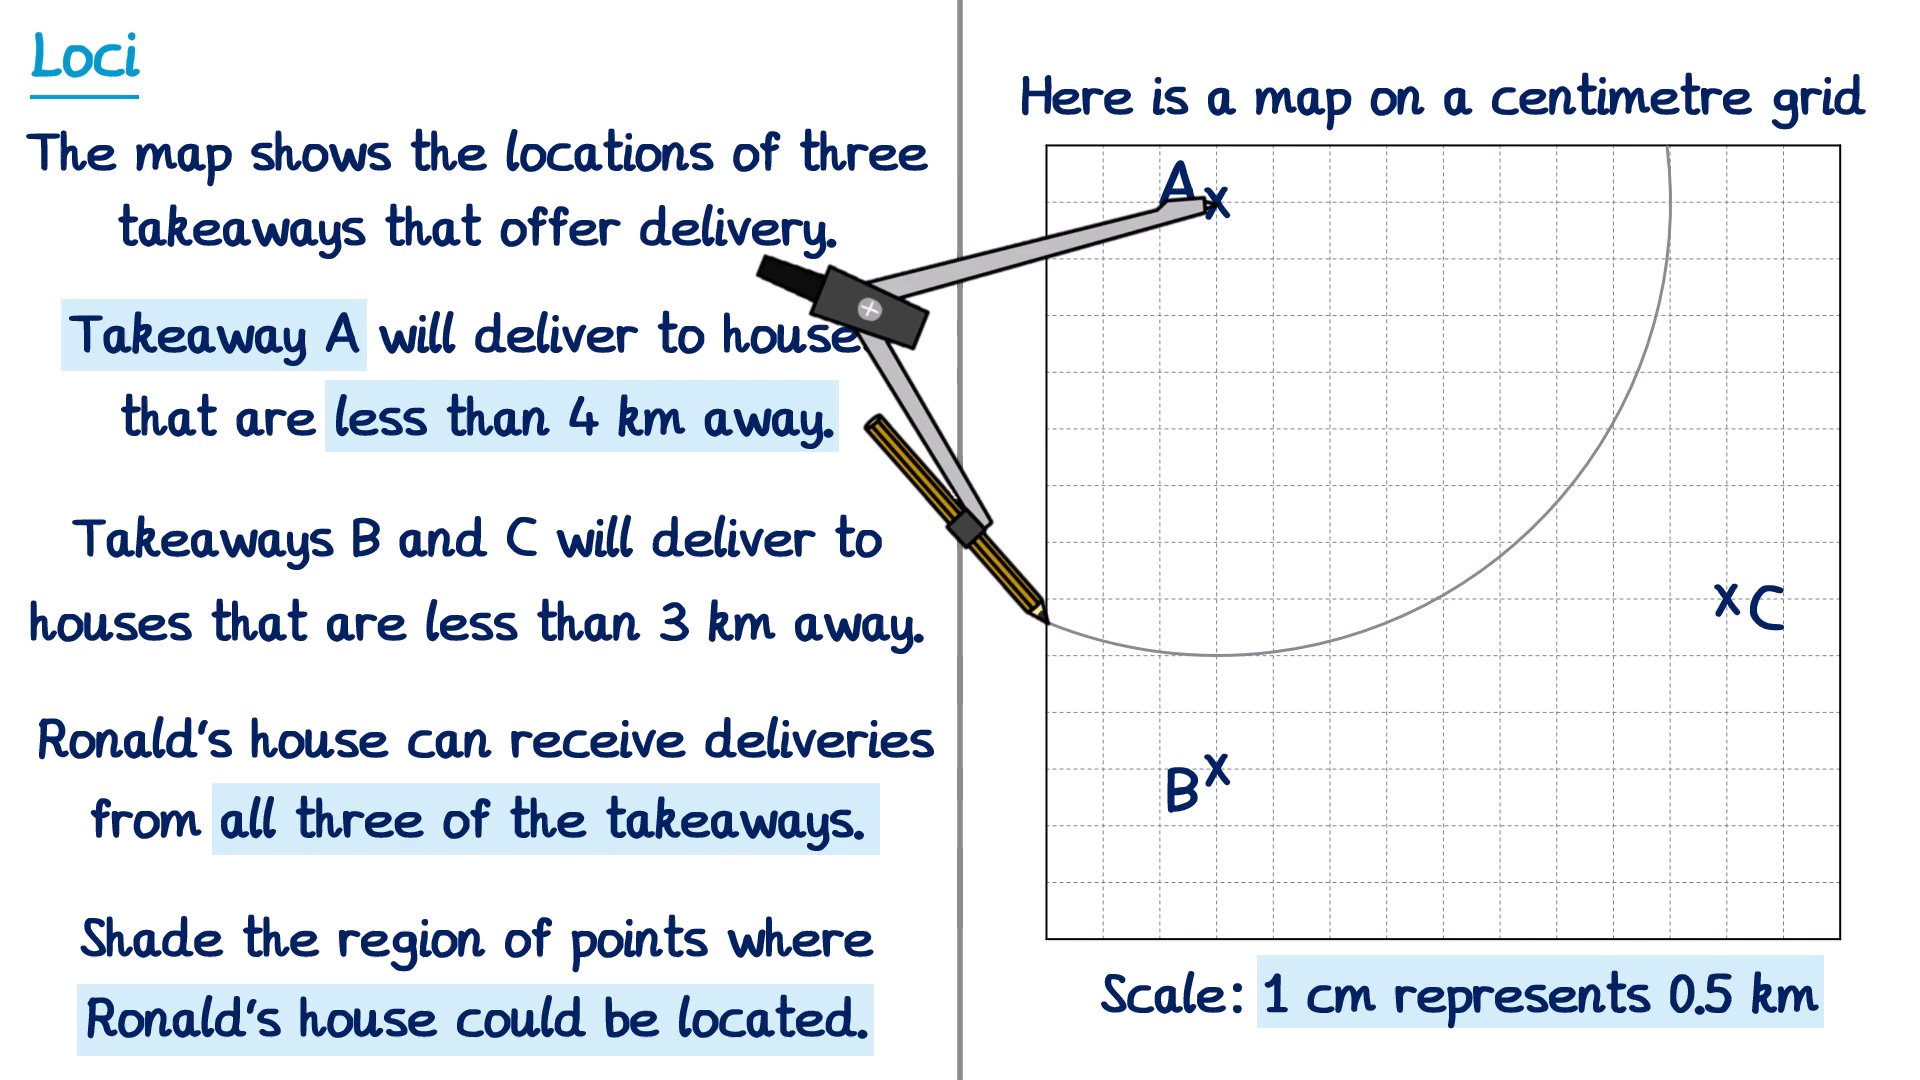 Loci
The map shows the locations of three
takeaways that offer delivery.
Takeaway A will deliver to house
that are less than 4 km away.
Takeaways B and C will deliver to
houses that are less than 3 km away.
Ronald's house can receive deliveries
from all three of the takeaways.
Shade the region of points where
Ronald's house could be located.
Here is a map on a centimetre grid
A x
x C
B x
Scale: 1 cm represents 0.5 km